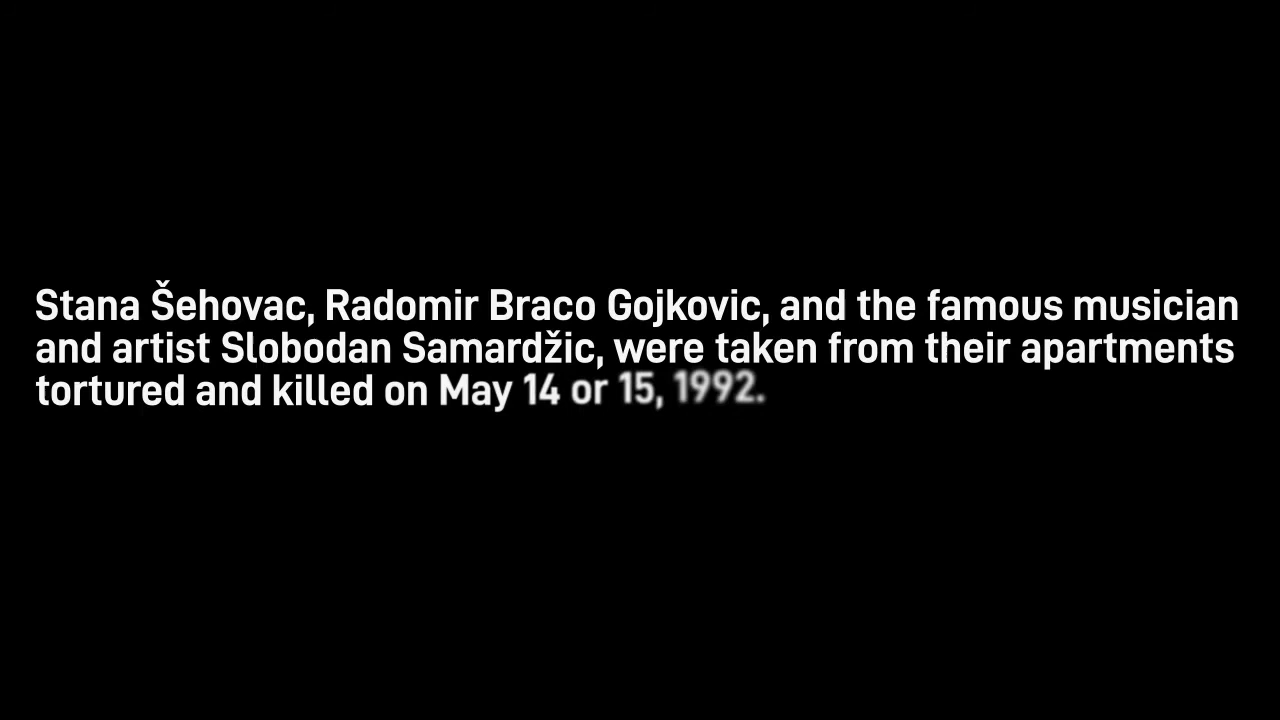 Stana Šehovac, Radomir Braco Gojkovic, and the famous musician
and artist Slobodan Samardžic, were taken from their apartments
tortured and killed on May 14 or 15, 1992.